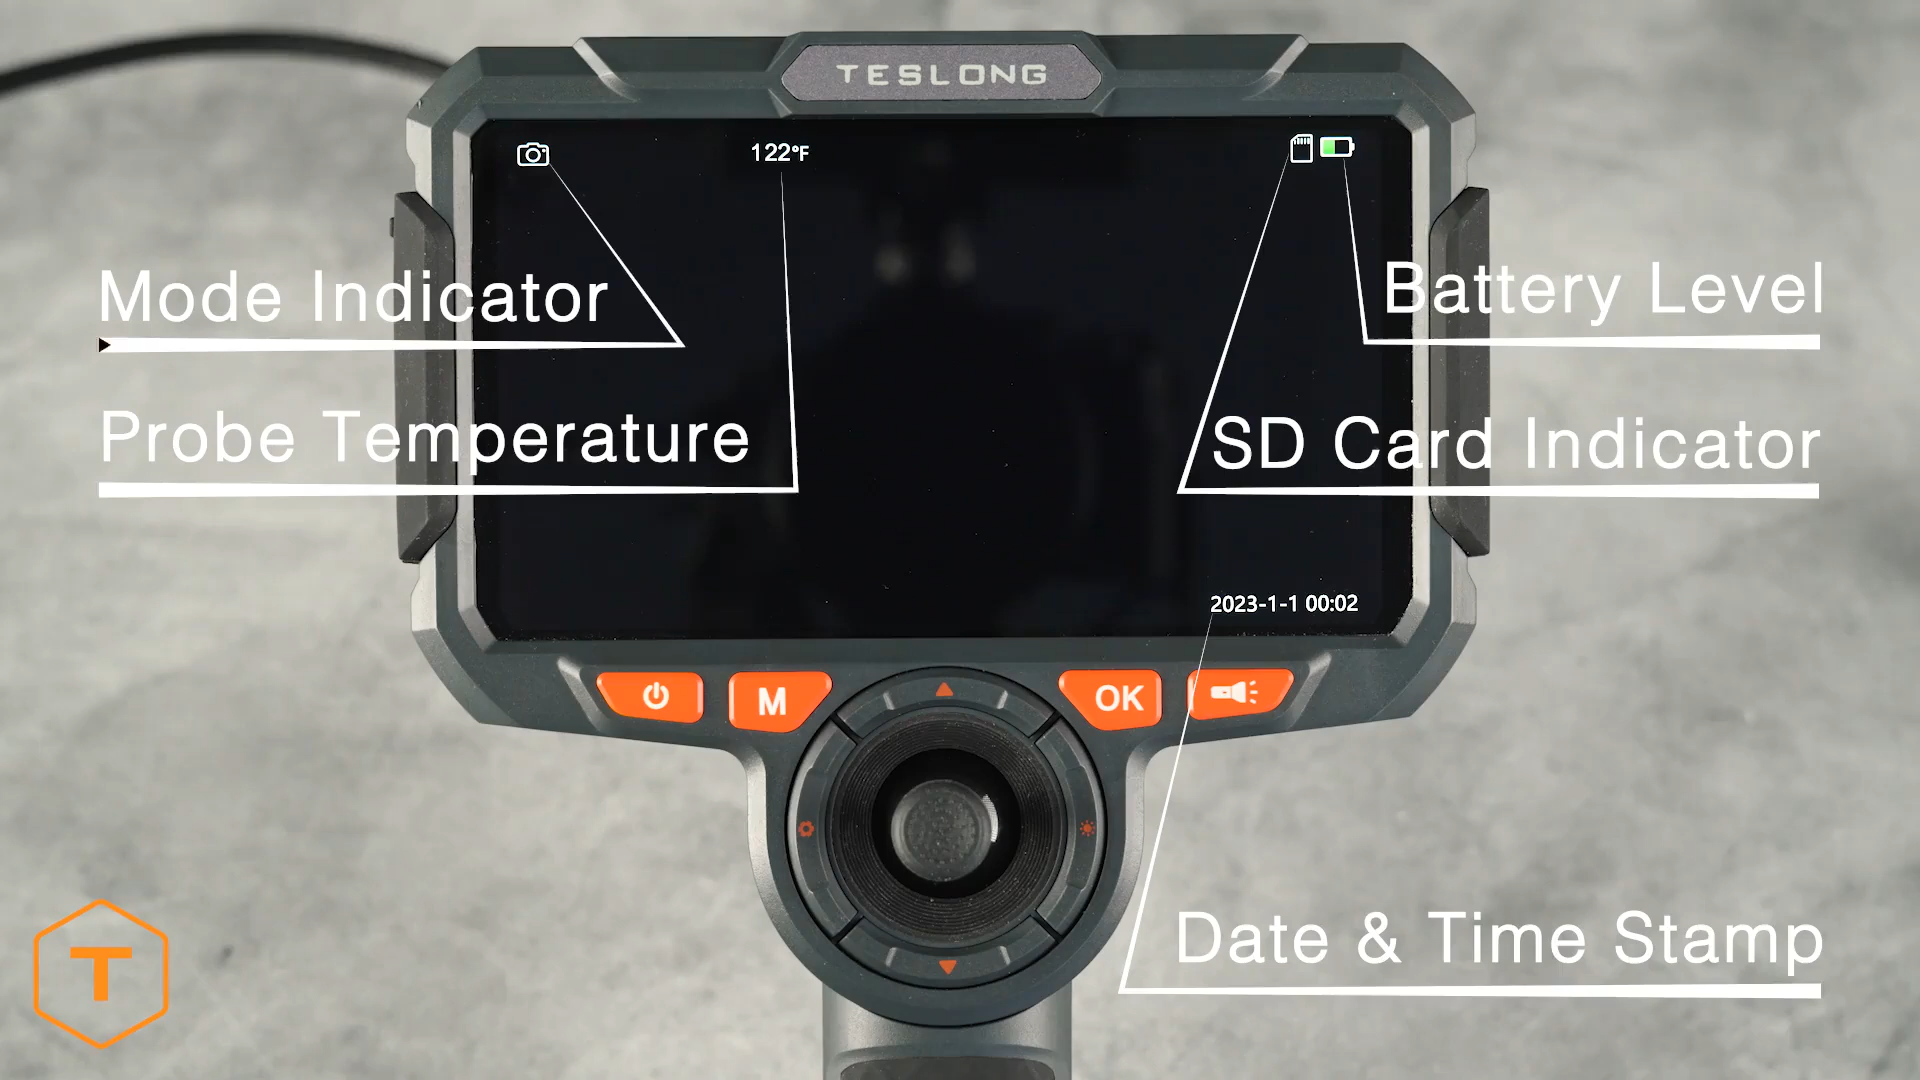 TESLONG
122°F
Mode Indicator
Battery Level
Probe Temperature
SD Card Indicator
2023-1-1 00:02
M
OK
Date & Time Stamp
T